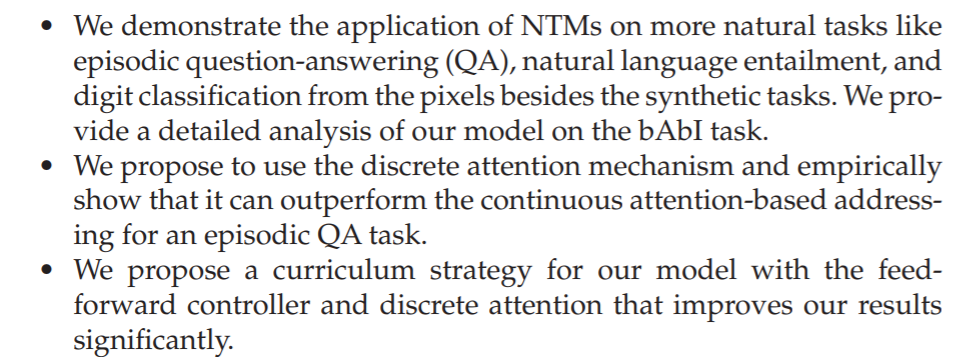 • We demonstrate the application of NTMs on more natural tasks like
episodic question-answering (QA), natural language entailment, and
digit classification from the pixels besides the synthetic tasks. We pro-
vide a detailed analysis of our model on the bAbI task.
• We propose to use the discrete attention mechanism and empirically
show that it can outperform the continuous attention-based address-
ing for an episodic QA task.
• We propose a curriculum strategy for our model with the feed-
forward controller and discrete attention that improves our results
significantly.